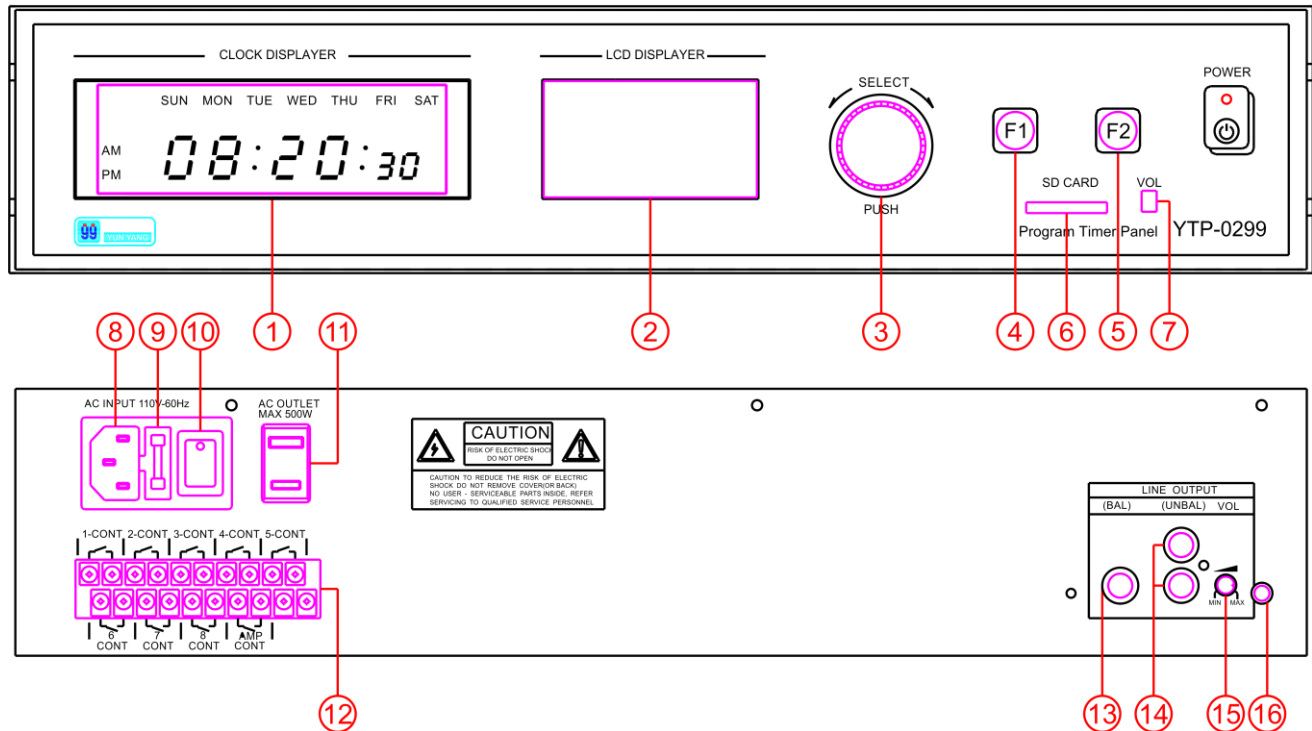 CLOCK DISPLAYER
LCD DISPLAYER
SUN MON TUE WED THU FRI SAT
AM
PM
08:20:30
YUN YANG
SELECT
PUSH
F1
F2
POWER
SD CARD
VOL
Program Timer Panel
YTP-0299
1
2
3
4
6
5
7
8
9
10
11
AC INPUT 110V-60Hz
AC OUTLET
MAX 500W
CAUTION
RISK OF ELECTRIC SHOCK
DO NOT OPEN
CAUTION TO REDUCE THE RISK OF ELECTRIC
SHOCK DO NOT REMOVE COVER(OR BACK)
NO USER - SERVICEABLE PARTS INSIDE, REFER
SERVICING TO QUALIFIED SERVICE PERSONNEL
1-CONT 2-CONT 3-CONT 4-CONT 5-CONT
6
CONT
7
CONT
8
CONT
AMP
CONT
LINE OUTPUT
(BAL) (UNBAL) VOL
MIN MAX
12
13
14
15
16